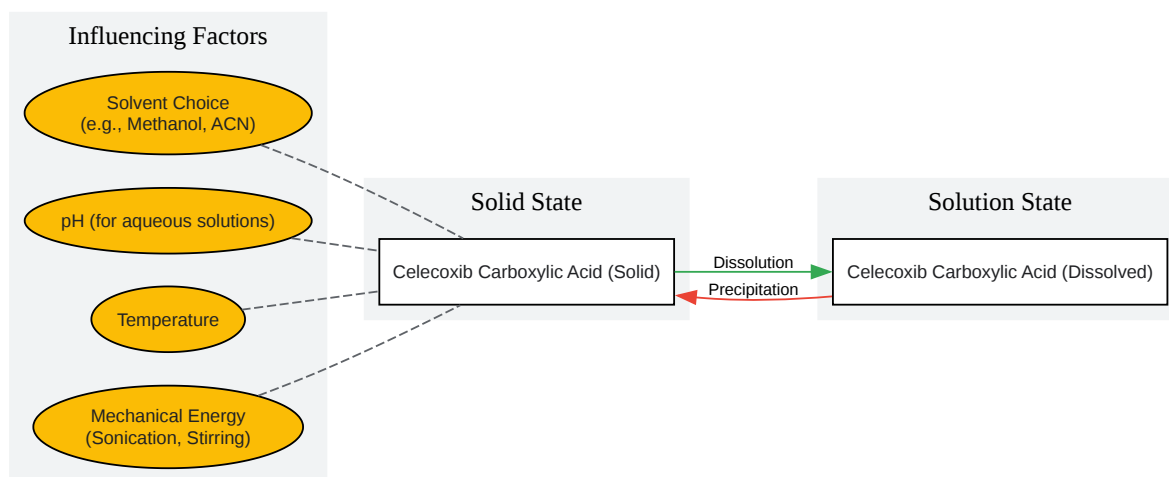 Influencing Factors
Solvent Choice
(e.g., Methanol, ACN)
pH (for aqueous solutions)
Temperature
Mechanical Energy
(Sonication, Stirring)
Solid State
Celecoxib Carboxylic Acid (Solid)
Dissolution
Precipitation
Solution State
Celecoxib Carboxylic Acid (Dissolved)